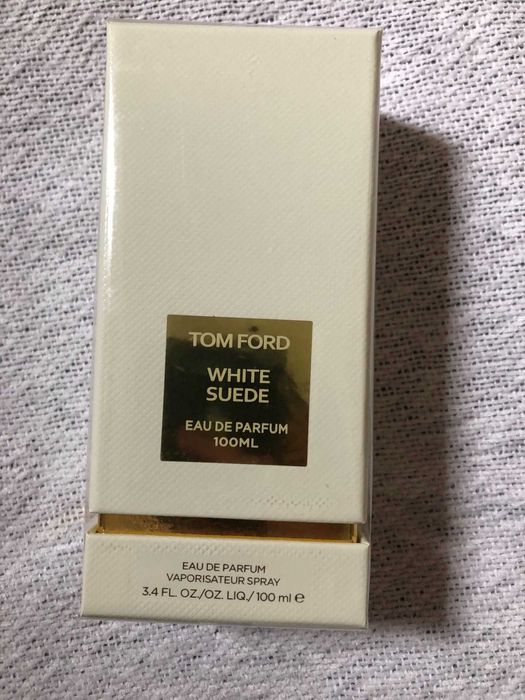 TOM FORD
WHITE
SUEDE
EAU DE PARFUM
100ML
EAU DE PARFUM
VAPORISATEUR SPRAY
3.4 FL. OZ./OZ. LIQ./100 ml ℮